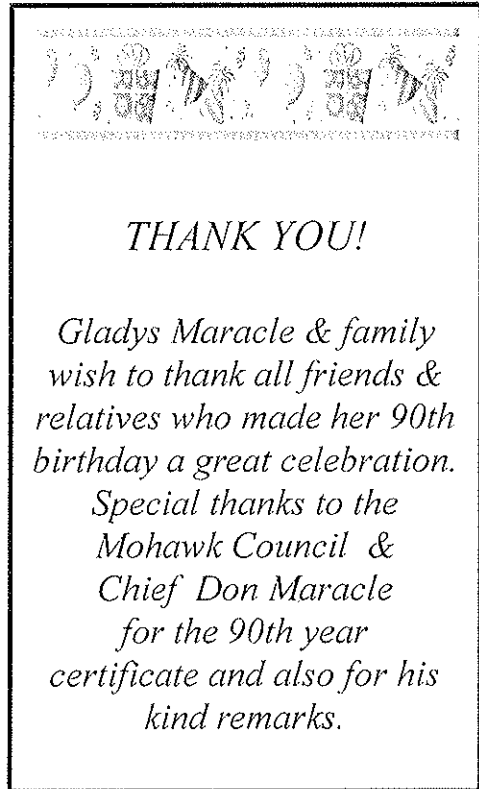 THANK YOU!
Gladys Maracle & family
wish to thank all friends &
relatives who made her 90th
birthday a great celebration.
Special thanks to the
Mohawk Council &
Chief Don Maracle
for the 90th year
certificate and also for his
kind remarks.